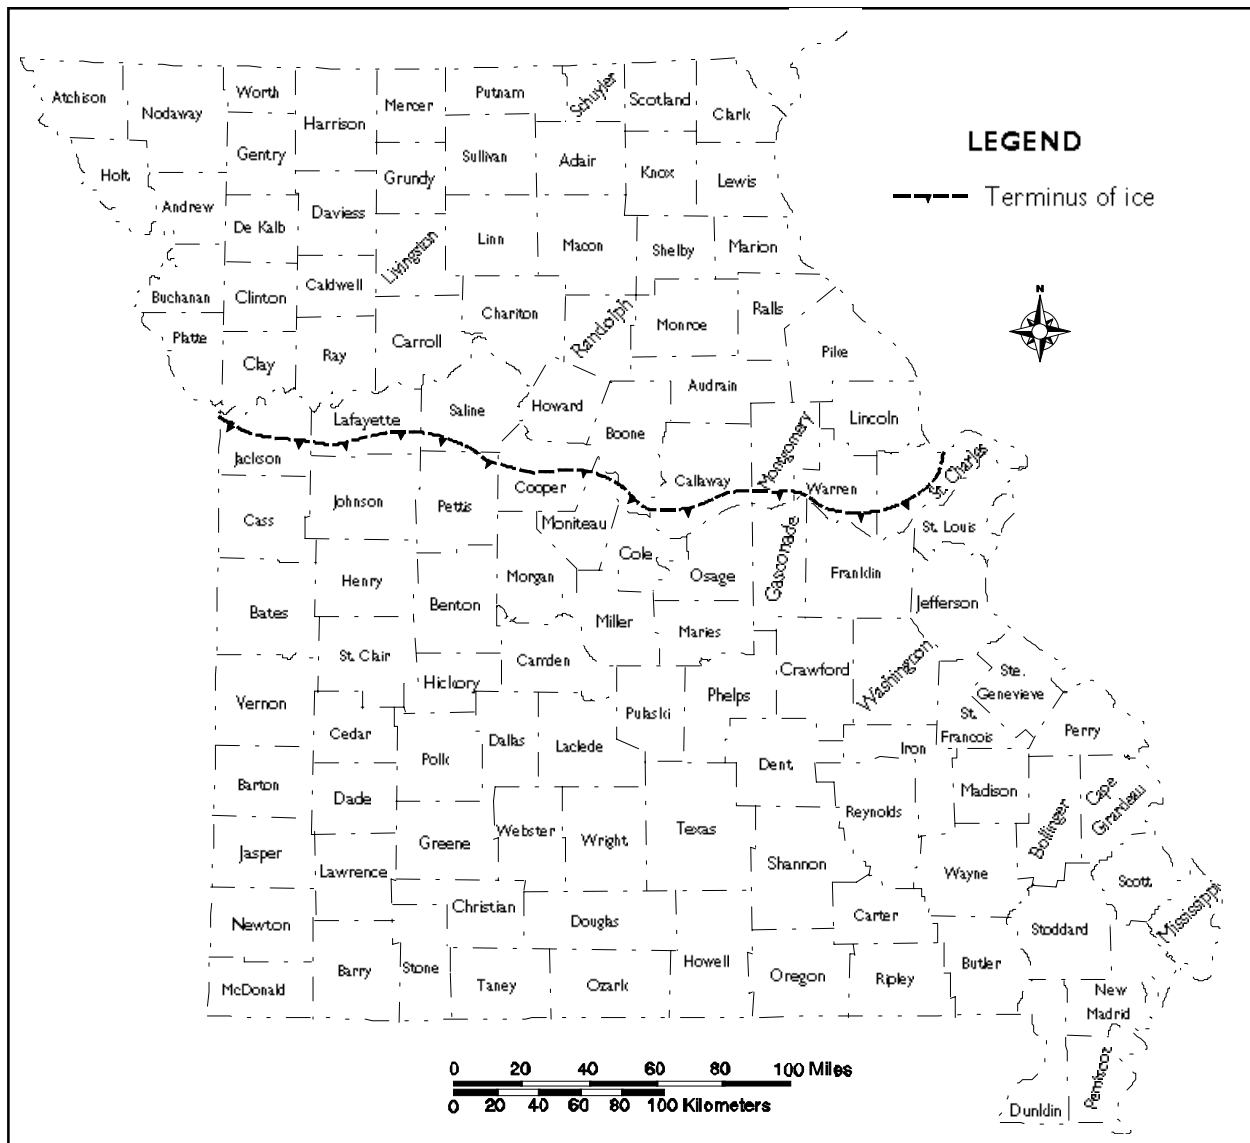 Atchison
Nodaway
Worth
Harrison
Mercer
Putnam
Schuyler
Scotland
Clark
LEGEND
Terminus of ice
Holt
Andrew
Gentry
De Kalb
Daviess
Grundy
Livingston
Sullivan
Adair
Knox
Lewis
Linn
Macon
Shelby
Marion
N
Buchanan
Clinton
Caldwell
Platte
Clay
Ray
Carroll
Chariton
Randolph
Monroe
Ralls
Pike
Lafayette
Saline
Howard
Boone
Audrain
Montgomery
Lincoln
Jackson
Cooper
Callaway
Warren
St. Charles
Cass
Johnson
Pettis
Moniteau
Cole
Osage
Gasconade
Franklin
St. Louis
Bates
Henry
Benton
Morgan
Miller
Maries
Jefferson
St. Clair
Hickory
Camden
Pulaski
Phelps
Crawford
Washington
Ste.
Genevieve
St.
Francois
Perry
Vernon
Cedar
Polk
Dallas
Laclede
Dent
Iron
Madison
Bollinger
Cape
Girardeau
Barton
Dade
Greene
Webster
Wright
Texas
Reynolds
Shannon
Jasper
Lawrence
Wayne
Scott
Mississippi
Newton
Christian
Douglas
Carter
Stoddard
McDonald
Barry
Stone
Taney
Ozark
Howell
Oregon
Ripley
Butler
New
Madrid
Pemiscot
Dunklin
0 20 40 60 80 100 Miles
0 20 40 60 80 100 Kilometers